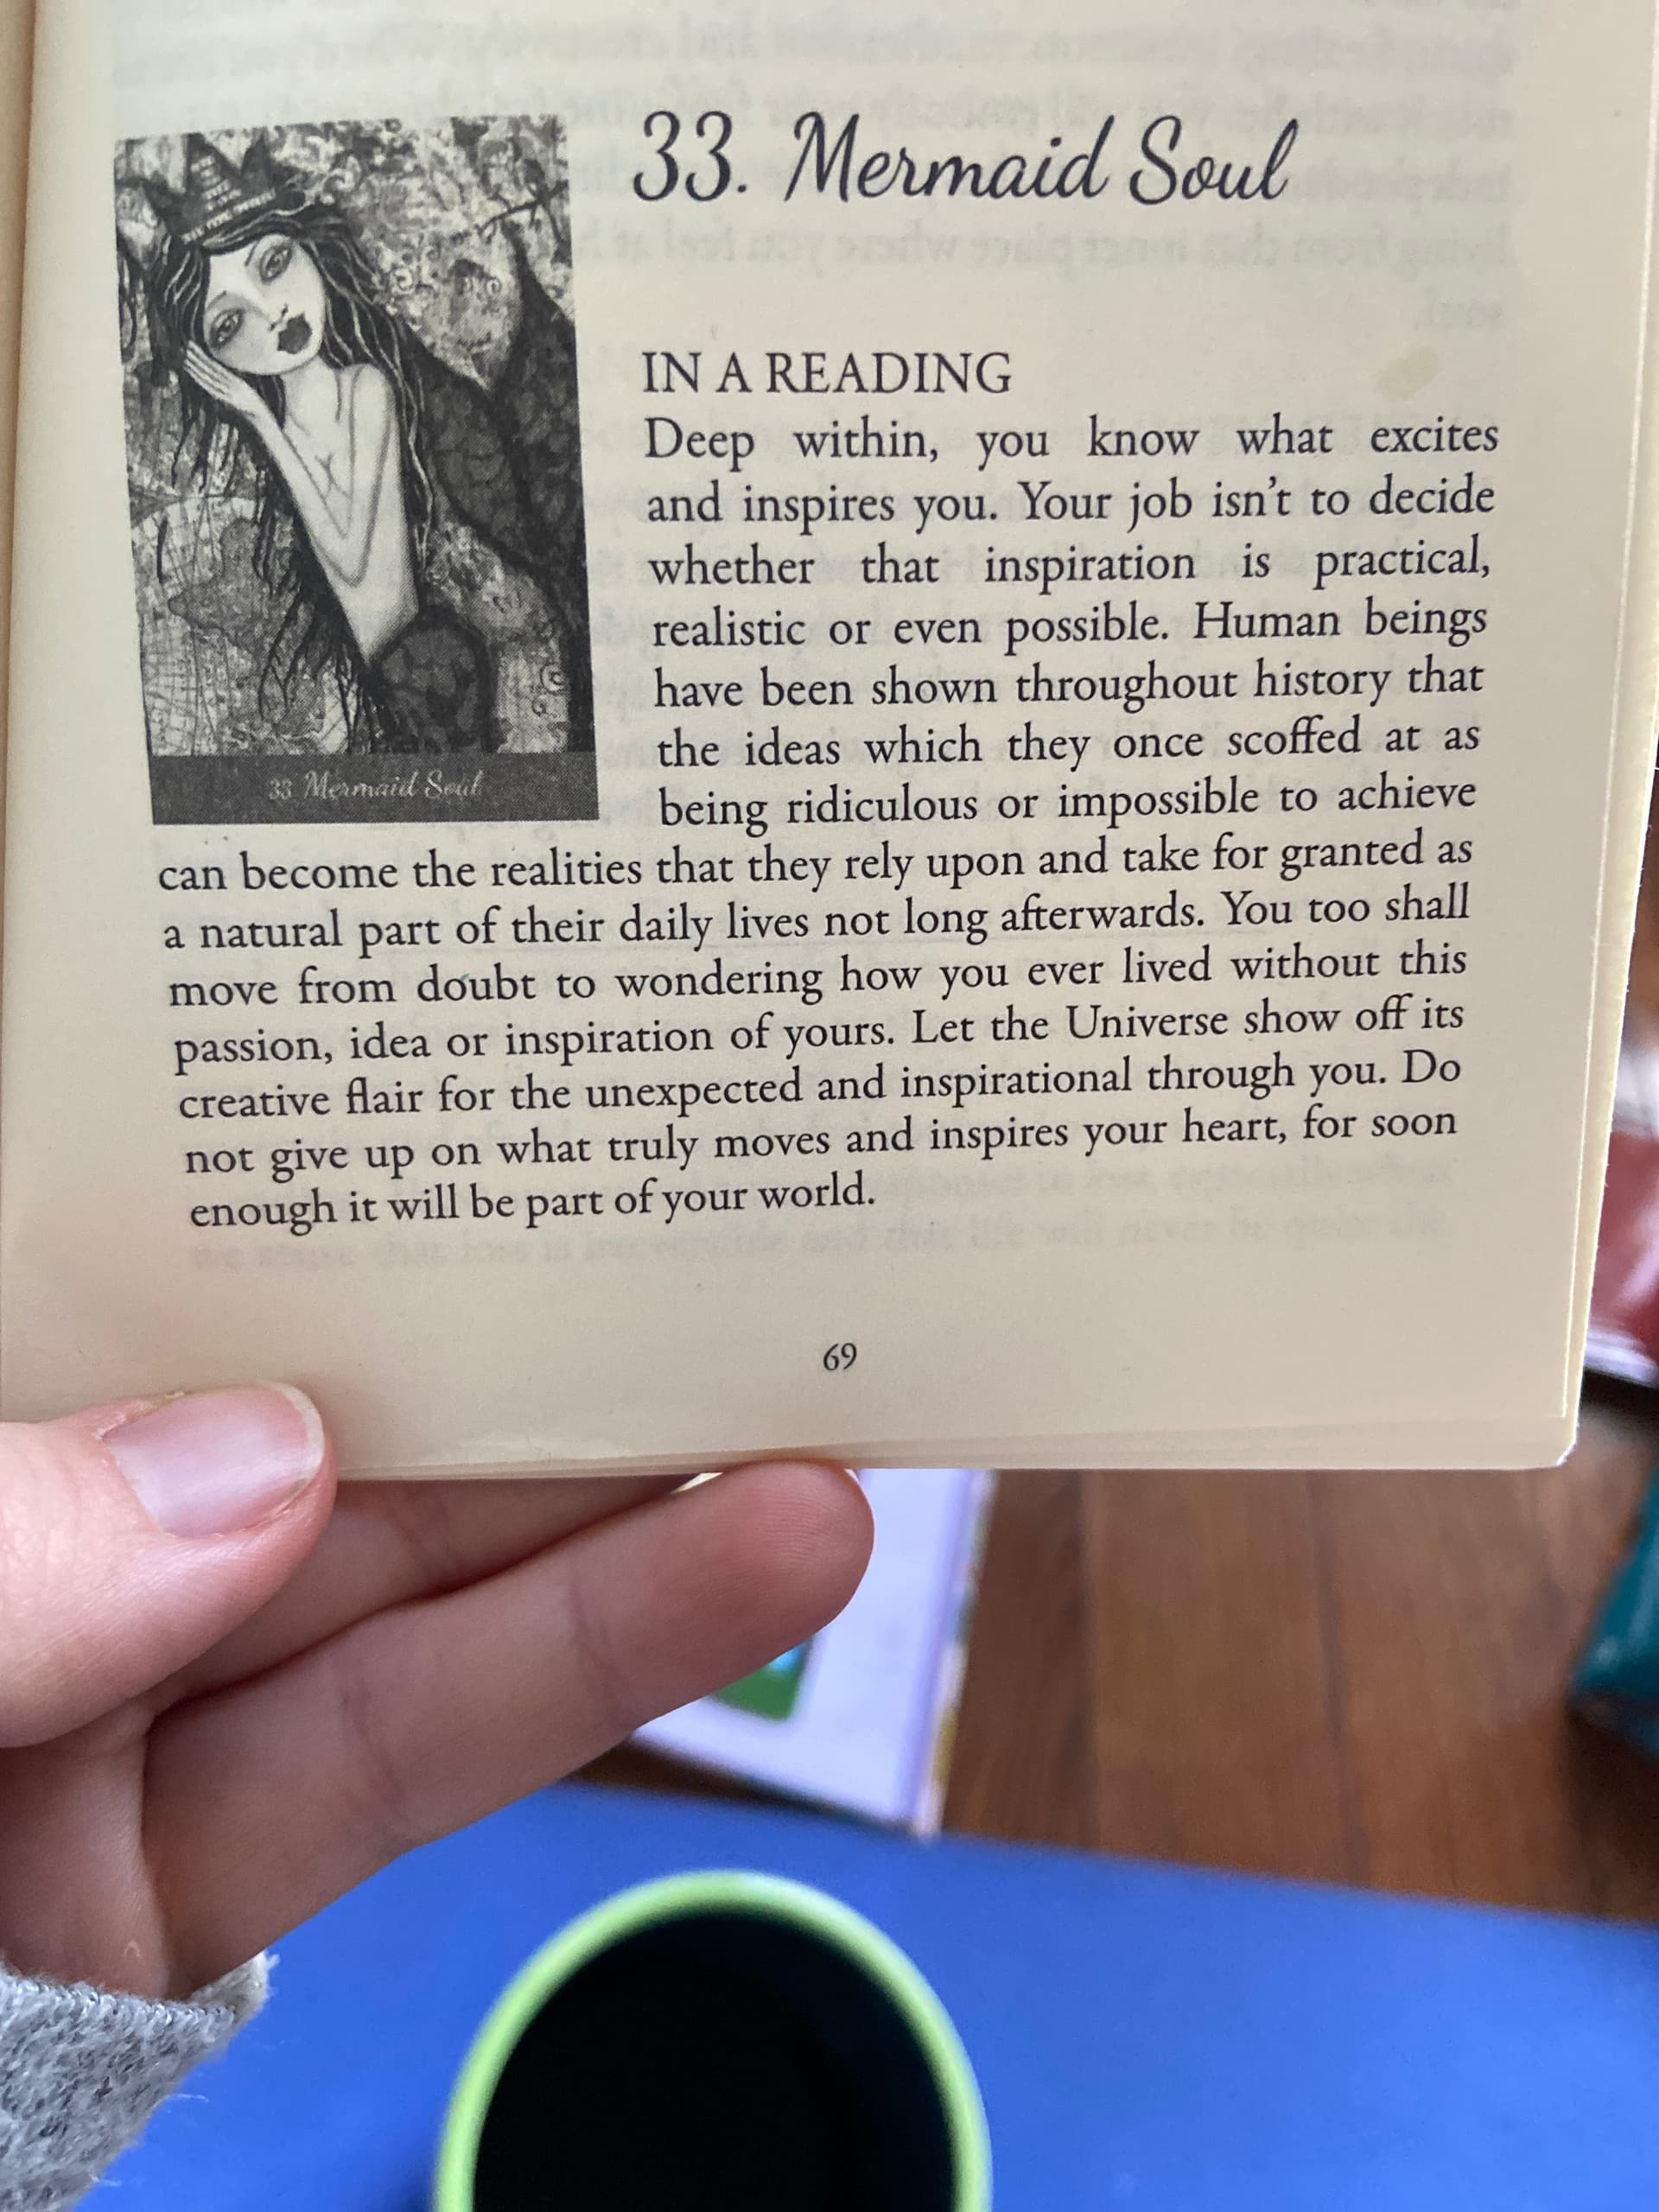 33. Mermaid Soul
33 Mermaid Soul
IN A READING
Deep within, you know what excites
and inspires you. Your job isn't to decide
whether that inspiration is practical,
realistic or even possible. Human beings
have been shown throughout history that
the ideas which they once scoffed at as
being ridiculous or impossible to achieve
can become the realities that they rely upon and take for granted as
a natural part of their daily lives not long afterwards. You too shall
move from doubt to wondering how you ever lived without this
passion, idea or inspiration of yours. Let the Universe show off its
creative flair for the unexpected and inspirational through you. Do
not give up on what truly moves and inspires your heart, for soon
enough it will be part of your world.
69